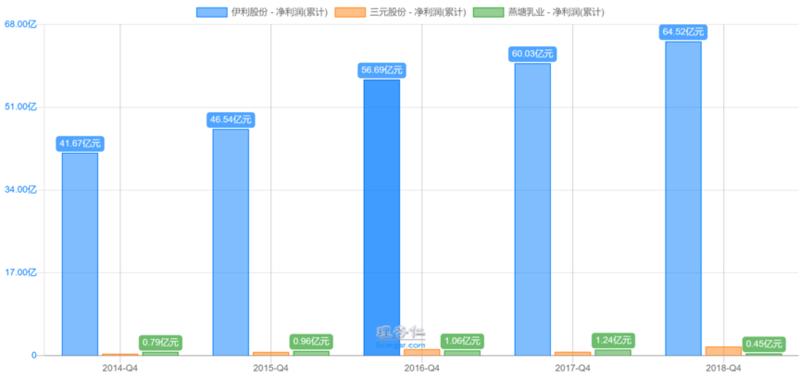 伊利股份 - 净利润(累计) 三元股份 - 净利润(累计) 燕塘乳业 - 净利润(累计)
68.00亿
51.00亿
34.00亿
17.00亿
0
41.67亿元
0.79亿元
46.54亿元
0.96亿元
56.69亿元
1.06亿元
60.03亿元
1.24亿元
64.52亿元
0.45亿元
理杏仁
2014-Q4 2015-Q4 2016-Q4 2017-Q4 2018-Q4